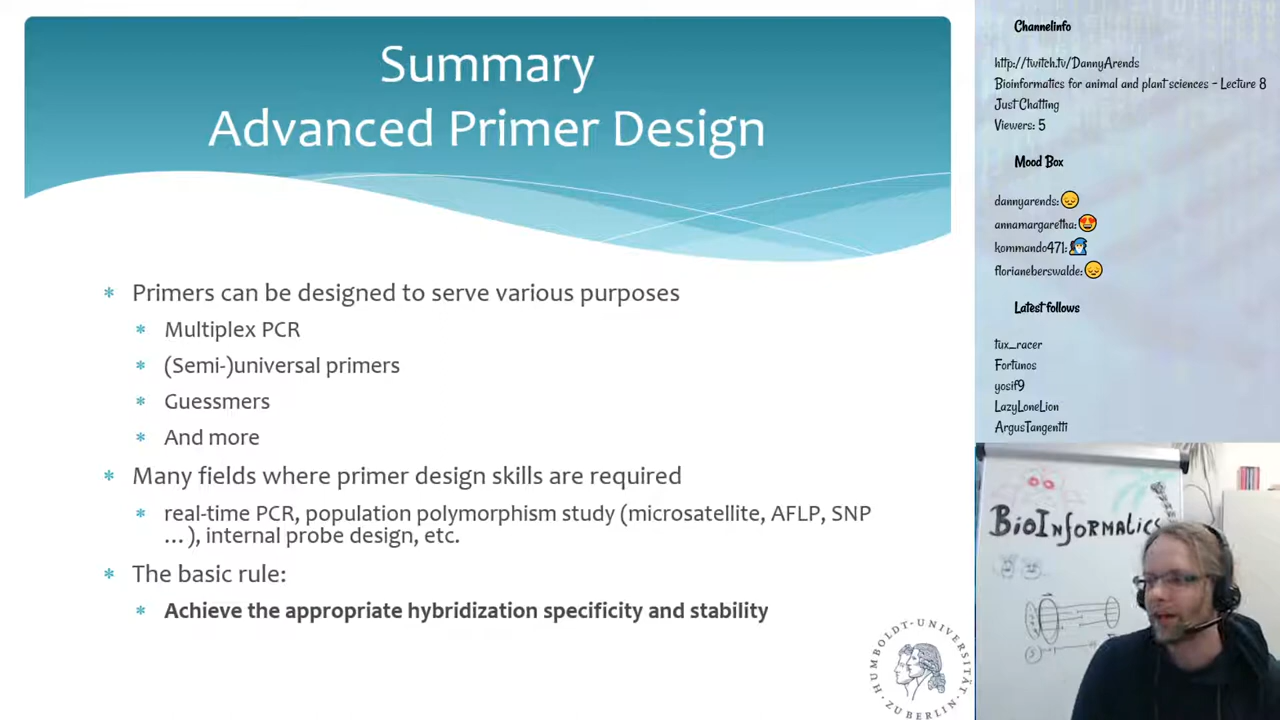 Summary
Advanced Primer Design
* Primers can be designed to serve various purposes
* Multiplex PCR
* (Semi-)universal primers
* Guessmers
* And more
* Many fields where primer design skills are required
* real-time PCR, population polymorphism study (microsatellite, AFLP, SNP
...), internal probe design, etc.
* The basic rule:
* Achieve the appropriate hybridization specificity and stability
HUMBOLDT-UNIVERSITÄT
ZU BERLIN
Channelinfo
http://twitch.tv/DannyArends
Bioinformatics for animal and plant sciences - Lecture 8
Just Chatting
Viewers: 5
Mood Box
dannyarends:
annamargaretha:
kommando471:
florianeberswalde:
Latest follows
tux_racer
Fortunos
yosif9
LazyLoneLion
ArgusTangentti
BioInformatics